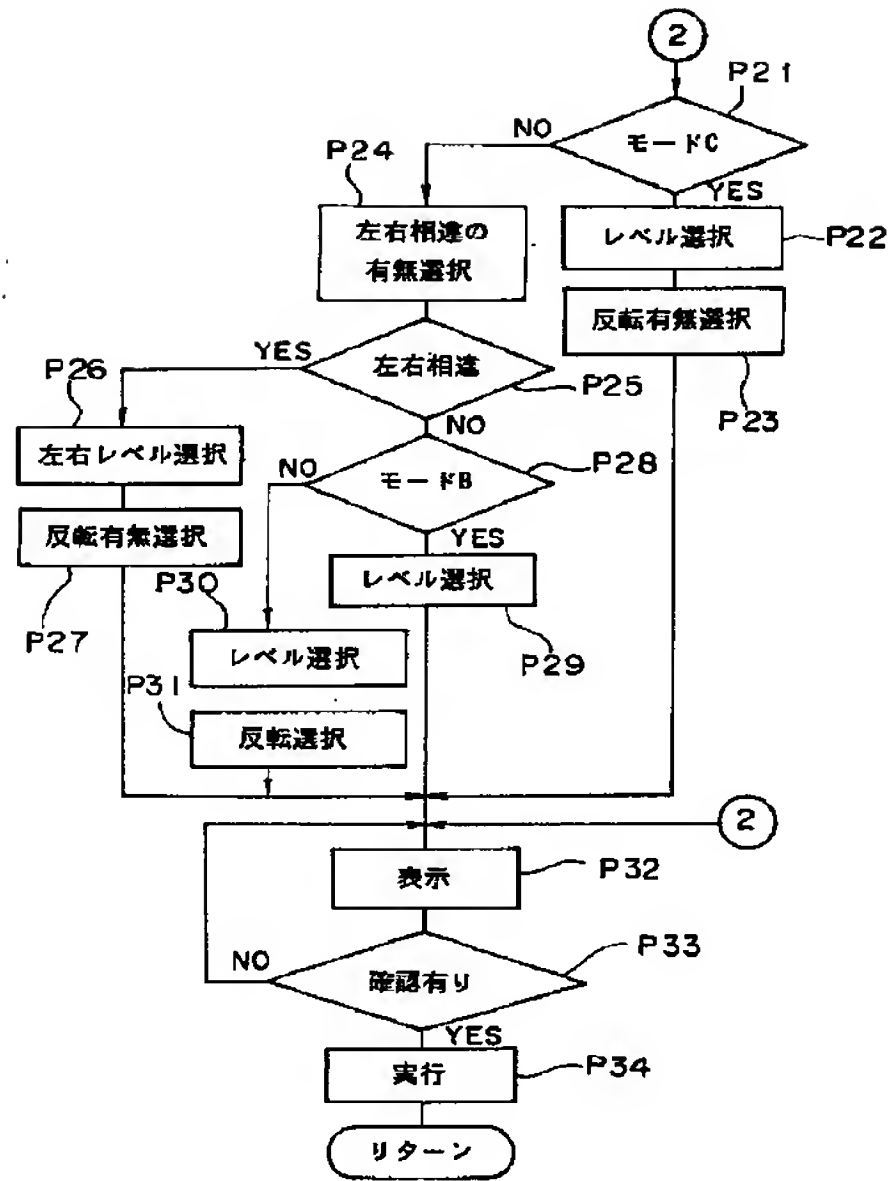 2
P21
モードC
NO
YES
P24
左右相違の
有無選択
レベル選択
P22
反転有無選択
P23
YES
左右相違
P25
P26
NO
左右レベル選択
NO
モードB
P28
反転有無選択
YES
P27
P30
レベル選択
P29
レベル選択
P31
反転選択
2
表示
P32
P33
NO
確認有り
YES
実行
P34
リターン